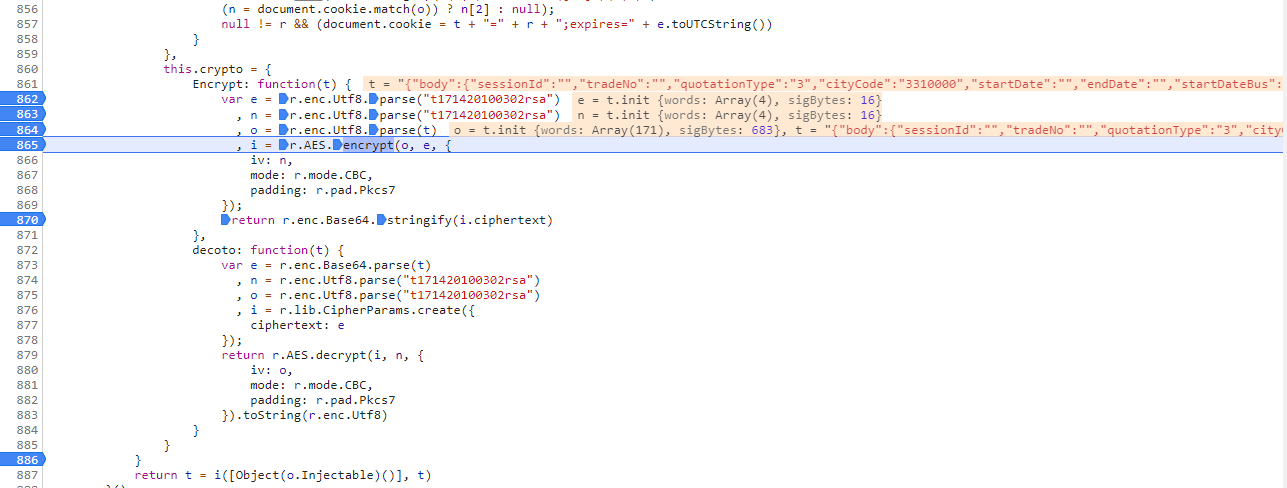 856 (n = document.cookie.match(o)) ? n[2] : null);
857 null != r && (document.cookie = t + "=" + r + ";expires=" + e.toUTCString())
858 }
859 },
860 this.crypto = {
861 Encrypt: function(t) { t = "{"body":{"sessionId":"","tradeNo":"","quotationType":"3","cityCode":"3310000","startDate":"","endDate":"","startDateBus":
862 var e = r.enc.Utf8.parse("t171420100302rsa") e = t.init {words: Array(4), sigBytes: 16}
863 , n = r.enc.Utf8.parse("t171420100302rsa") n = t.init {words: Array(4), sigBytes: 16}
864 , o = r.enc.Utf8.parse(t) o = t.init {words: Array(171), sigBytes: 683}, t = "{"body":{"sessionId":"","tradeNo":"","quotationType":"3","city
865 , i = r.AES.encrypt(o, e, {
866 iv: n,
867 mode: r.mode.CBC,
868 padding: r.pad.Pkcs7
869 });
870 return r.enc.Base64.stringify(i.ciphertext)
871 },
872 decoto: function(t) {
873 var e = r.enc.Base64.parse(t)
874 , n = r.enc.Utf8.parse("t171420100302rsa")
875 , o = r.enc.Utf8.parse("t171420100302rsa")
876 , i = r.lib.CipherParams.create({
877 ciphertext: e
878 });
879 return r.AES.decrypt(i, n, {
880 iv: o,
881 mode: r.mode.CBC,
882 padding: r.pad.Pkcs7
883 }).toString(r.enc.Utf8)
884 }
885 }
886 }
887 return t = i([Object(o.Injectable)()], t)